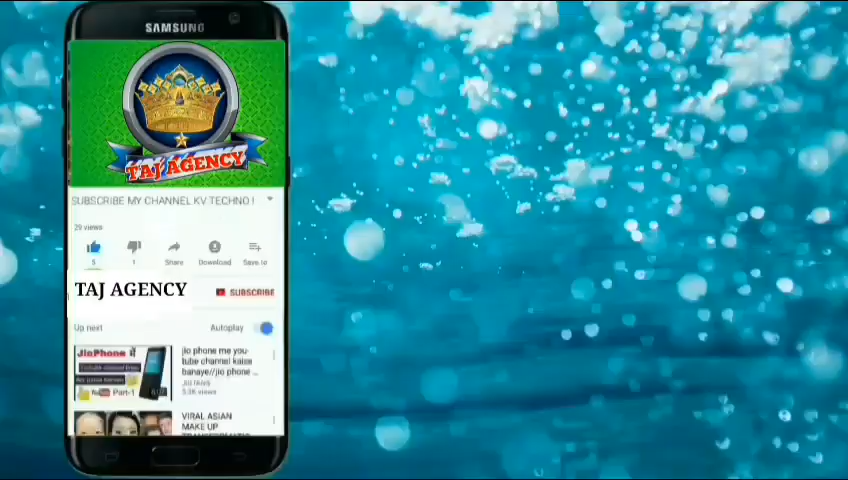 SAMSUNG
TAJ AGENCY
SUBSCRIBE MY CHANNEL KV TECHNO !
29 views
5
1
Share
Download
Save to
TAJ AGENCY
SUBSCRIBE
Up next
Autoplay
JioPhone में
Part-1
jio phone me you-
tube channel kaise
banaye//jio phone ...
5.3K views
VIRAL ASIAN
MAKE UP